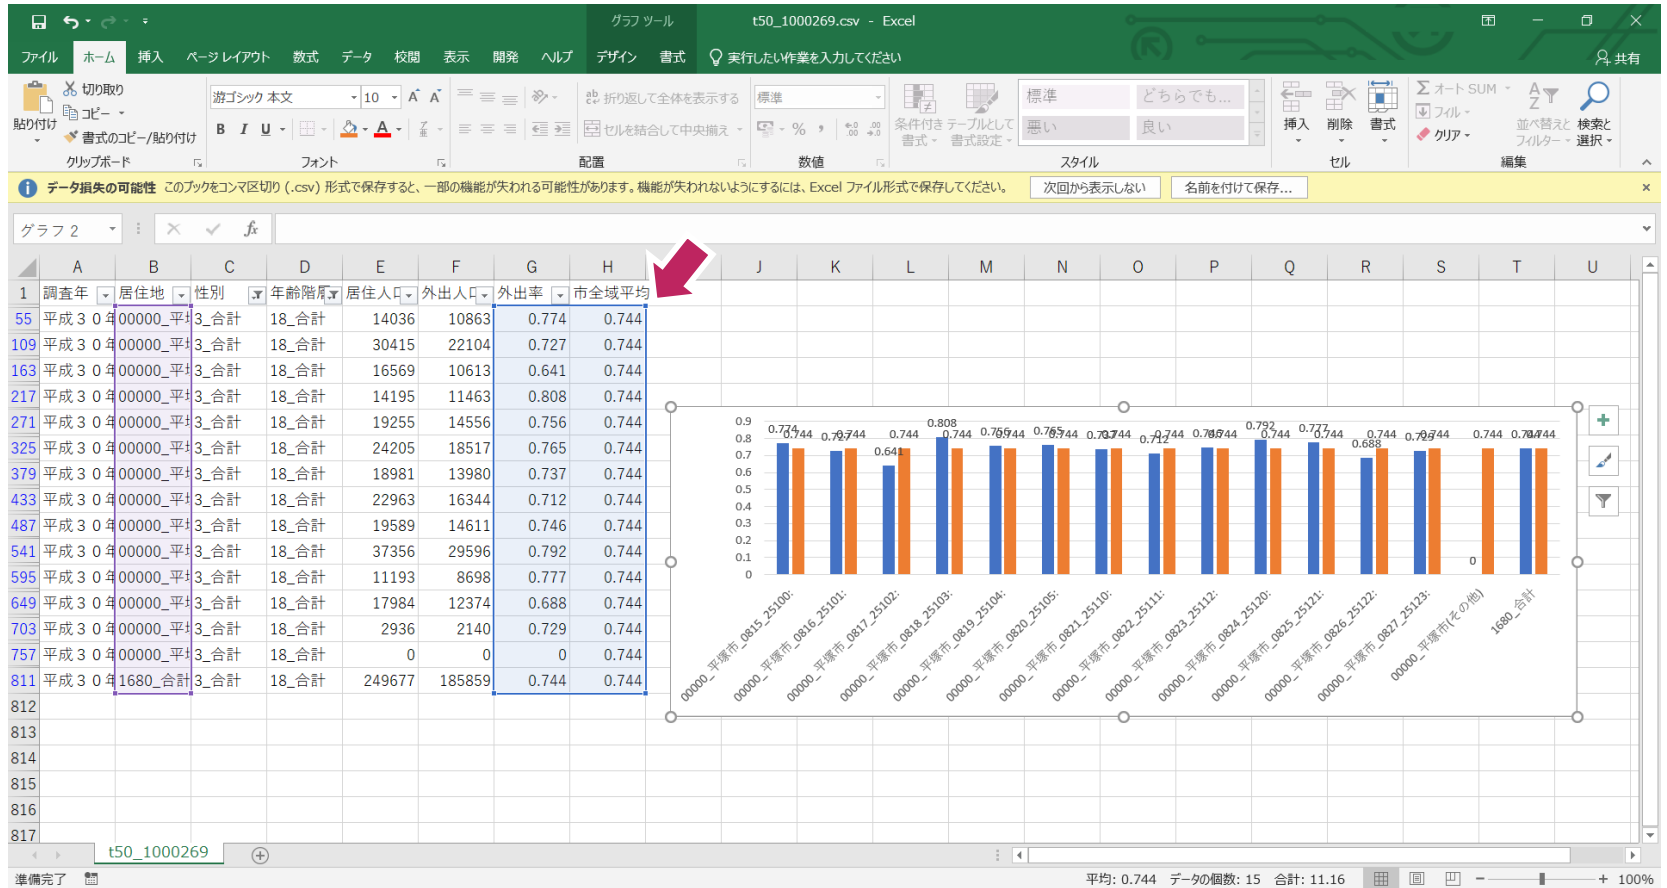 グラフ ツール
t50_1000269.csv - Excel
ファイル ホーム 挿入 ページ レイアウト 数式 データ 校閲 表示 開発 ヘルプ デザイン 書式 実行したい作業を入力してください 共有
貼り付け
切り取り
コピー
書式のコピー/貼り付け
クリップボード
游ゴシック 本文 10
B I U
フォント
折り返して全体を表示する
セルを結合して中央揃え
配置
標準
数値
条件付き書式
テーブルとして書式設定
標準 どちらでも...
悪い 良い
スタイル
挿入 削除 書式
セル
オート SUM
フィル
クリア
並べ替えとフィルター
検索と選択
編集
データ損失の可能性 このブックをコンマ区切り (.csv) 形式で保存すると、一部の機能が失われる可能性があります。機能が失われないようにするには、Excel ファイル形式で保存してください。 次回から表示しない 名前を付けて保存...
グラフ 2 fx
A B C D E F G H J K L M N O P Q R S T U
1 調査年 居住地 性別 年齢階層 居住人口 外出人口 外出率 市全域平均
55 平成３０年 00000_平塚 3_合計 18_合計 14036 10863 0.774 0.744
109 平成３０年 00000_平塚 3_合計 18_合計 30415 22104 0.727 0.744
163 平成３０年 00000_平塚 3_合計 18_合計 16569 10613 0.641 0.744
217 平成３０年 00000_平塚 3_合計 18_合計 14195 11463 0.808 0.744
271 平成３０年 00000_平塚 3_合計 18_合計 19255 14556 0.756 0.744
325 平成３０年 00000_平塚 3_合計 18_合計 24205 18517 0.765 0.744
379 平成３０年 00000_平塚 3_合計 18_合計 18981 13980 0.737 0.744
433 平成３０年 00000_平塚 3_合計 18_合計 22963 16344 0.712 0.744
487 平成３０年 00000_平塚 3_合計 18_合計 19589 14611 0.746 0.744
541 平成３０年 00000_平塚 3_合計 18_合計 37356 29596 0.792 0.744
595 平成３０年 00000_平塚 3_合計 18_合計 11193 8698 0.777 0.744
649 平成３０年 00000_平塚 3_合計 18_合計 17984 12374 0.688 0.744
703 平成３０年 00000_平塚 3_合計 18_合計 2936 2140 0.729 0.744
757 平成３０年 00000_平塚 3_合計 18_合計 0 0 0 0.744
811 平成３０年 1680_合計 3_合計 18_合計 249677 185859 0.744 0.744
812
813
814
815
816
817
0.9
0.8
0.7
0.6
0.5
0.4
0.3
0.2
0.1
0
0.774 0.744 0.727 0.744 0.641 0.744 0.808 0.744 0.756 0.744 0.765 0.744 0.737 0.744 0.712 0.744 0.746 0.744 0.792 0.744 0.777 0.744 0.688 0.744 0.729 0.744 0 0.744 0.744 0.744
00000_平塚市_0815_25100:
00000_平塚市_0816_25101:
00000_平塚市_0817_25102:
00000_平塚市_0818_25103:
00000_平塚市_0819_25104:
00000_平塚市_0820_25105:
00000_平塚市_0821_25110:
00000_平塚市_0822_25111:
00000_平塚市_0823_25112:
00000_平塚市_0824_25120:
00000_平塚市_0825_25121:
00000_平塚市_0826_25122:
00000_平塚市_0827_25123:
00000_平塚市(その他)
1680_合計
t50_1000269
準備完了 平均: 0.744 データの個数: 15 合計: 11.16 100%